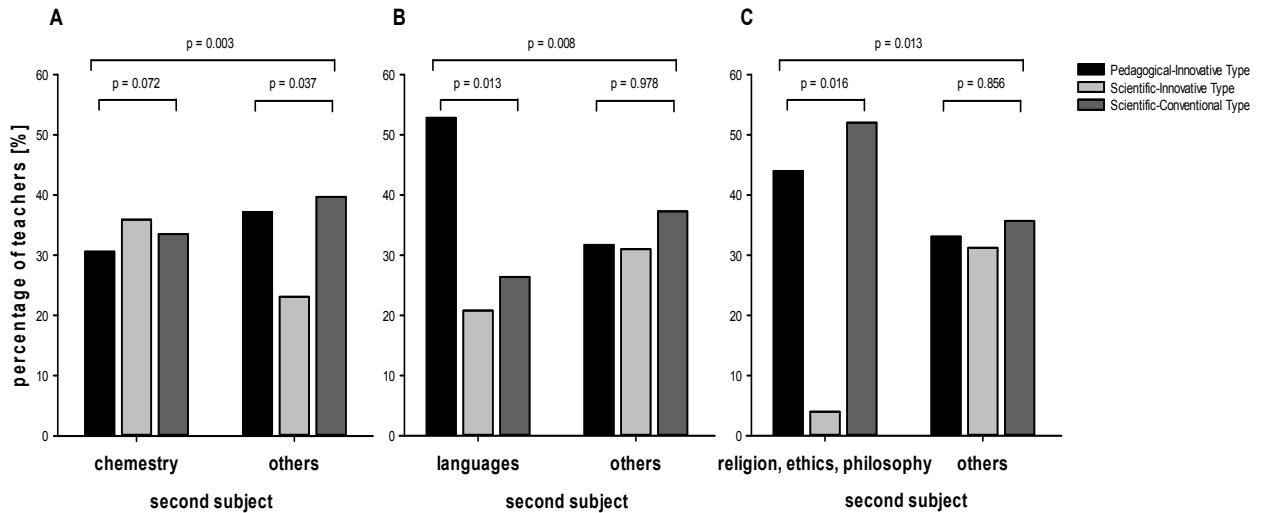 A
B
C
p = 0.003
p = 0.008
p = 0.013
p = 0.072
p = 0.037
p = 0.013
p = 0.978
p = 0.016
p = 0.856
Pedagogical-Innovative Type
Scientific-Innovative Type
Scientific-Conventional Type
percentage of teachers [%]
60
50
40
30
20
10
0
60
50
40
30
20
10
0
60
50
40
30
20
10
0
chemestry
others
languages
others
religion, ethics, philosophy
others
second subject
second subject
second subject